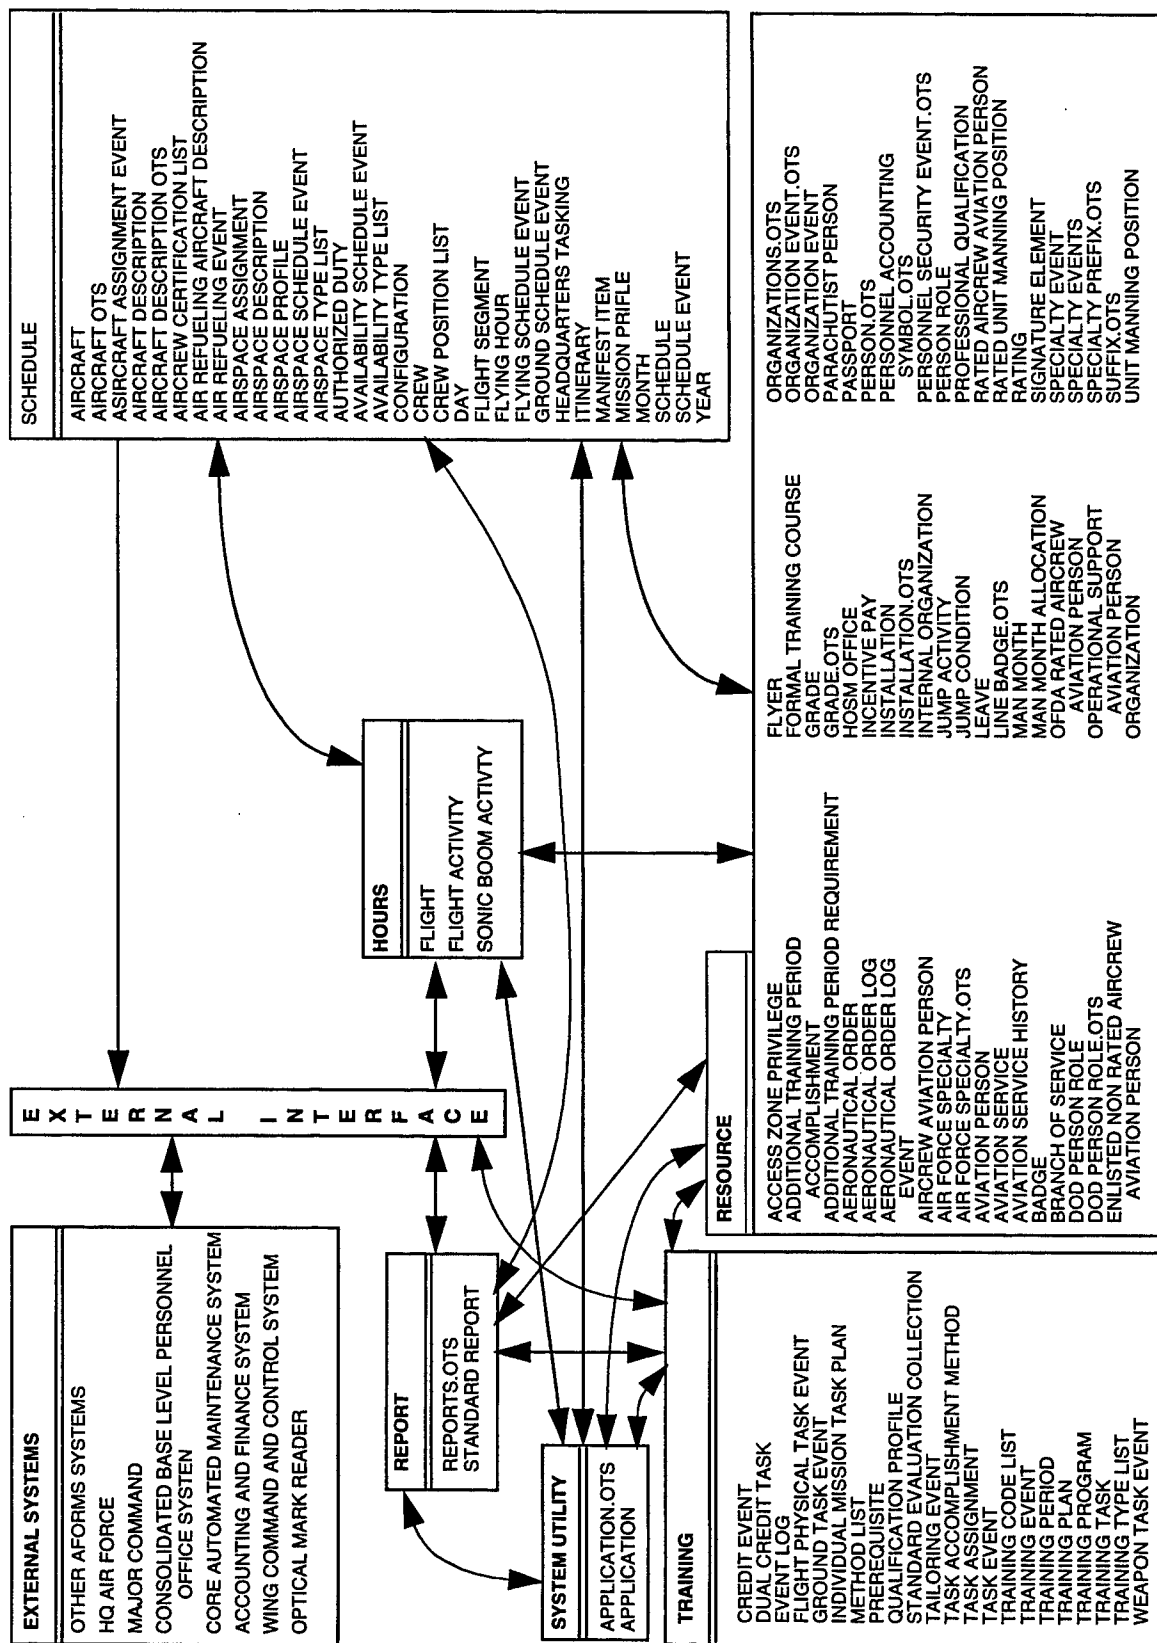 EXTERNAL SYSTEMS
OTHER AFORMS SYSTEMS
HQ AIR FORCE
MAJOR COMMAND
CONSOLIDATED BASE LEVEL PERSONNEL
OFFICE SYSTEN
CORE AUTOMATED MAINTENANCE SYSTEM
ACCOUNTING AND FINANCE SYSTEM
WING COMMAND AND CONTROL SYSTEM
OPTICAL MARK READER
EXTERNAL INTERFACE
SCHEDULE
AIRCRAFT
AIRCRAFT OTS
ASIRCRAFT ASSIGNMENT EVENT
AIRCRAFT DESCRIPTION
AIRCRAFT DESCRIPTION OTS
AIRCREW CERTIFICATION LIST
AIR REFUELING AIRCRAFT DESCRIPTION
AIR REFUELING EVENT
AIRSPACE ASSIGNMENT
AIRSPACE DESCRIPTION
AIRSPACE PROFILE
AIRSPACE SCHEDULE EVENT
AIRSPACE TYPE LIST
AUTHORIZED DUTY
AVAILABILITY SCHEDULE EVENT
AVAILABILITY TYPE LIST
CONFIGURATION
CREW
CREW POSITION LIST
DAY
FLIGHT SEGMENT
FLYING HOUR
FLYING SCHEDULE EVENT
GROUND SCHEDULE EVENT
HEADQUARTERS TASKING
ITINERARY
MANIFEST ITEM
MISSION PRIFLE
MONTH
SCHEDULE
SCHEDULE EVENT
YEAR
REPORT
REPORTS.OTS
STANDARD REPORT
HOURS
FLIGHT
FLIGHT ACTIVITY
SONIC BOOM ACTIVTY
SYSTEM UTILITY
APPLICATION.OTS
APPLICATION
TRAINING
CREDIT EVENT
DUAL CREDIT TASK
EVENT LOG
FLIGHT PHYSICAL TASK EVENT
GROUND TASK EVENT
INDIVIDUAL MISSION TASK PLAN
METHOD LIST
PREREQUISITE
QUALIFICATION PROFILE
STANDARD EVALUATION COLLECTION
TAILORING EVENT
TASK ACCOMPLISHMENT METHOD
TASK ASSIGNMENT
TASK EVENT
TRAINING CODE LIST
TRAINING EVENT
TRAINING PERIOD
TRAINING PLAN
TRAINING PROGRAM
TRAINING TASK
TRAINING TYPE LIST
WEAPON TASK EVENT
RESOURCE
ACCESS ZONE PRIVILEGE
ADDITIONAL TRAINING PERIOD
ACCOMPLISHMENT
ADDITIONAL TRAINING PERIOD REQUIREMENT
AERONAUTICAL ORDER
AERONAUTICAL ORDER LOG
AERONAUTICAL ORDER LOG
EVENT
AIRCREW AVIATION PERSON
AIR FORCE SPECIALTY
AIR FORCE SPECIALTY.OTS
AVIATION PERSON
AVIATION SERVICE
AVIATION SERVICE HISTORY
BADGE
BRANCH OF SERVICE
DOD PERSON ROLE
DOD PERSON ROLE.OTS
ENLISTED NON RATED AIRCREW
AVIATION PERSON
FLYER
FORMAL TRAINING COURSE
GRADE
GRADE.OTS
HOSM OFFICE
INCENTIVE PAY
INSTALLATION
INSTALLATION.OTS
INTERNAL ORGANIZATION
JUMP ACTIVITY
JUMP CONDITION
LEAVE
LINE BADGE.OTS
MAN MONTH
MAN MONTH ALLOCATION
OFDA RATED AIRCREW
AVIATION PERSON
OPERATIONAL SUPPORT
AVIATION PERSON
ORGANIZATION
ORGANIZATIONS.OTS
ORGANIZATION EVENT.OTS
ORGANIZATION EVENT
PARACHUTIST PERSON
PASSPORT
PERSON.OTS
PERSONNEL ACCOUNTING
SYMBOL.OTS
PERSONNEL SECURITY EVENT.OTS
PERSON ROLE
PROFESSIONAL QUALIFICATION
RATED AIRCREW AVIATION PERSON
RATED UNIT MANNING POSITION
RATING
SIGNATURE ELEMENT
SPECIALTY EVENT
SPECIALTY EVENTS
SPECIALTY PREFIX.OTS
SUFFIX.OTS
UNIT MANNING POSITION